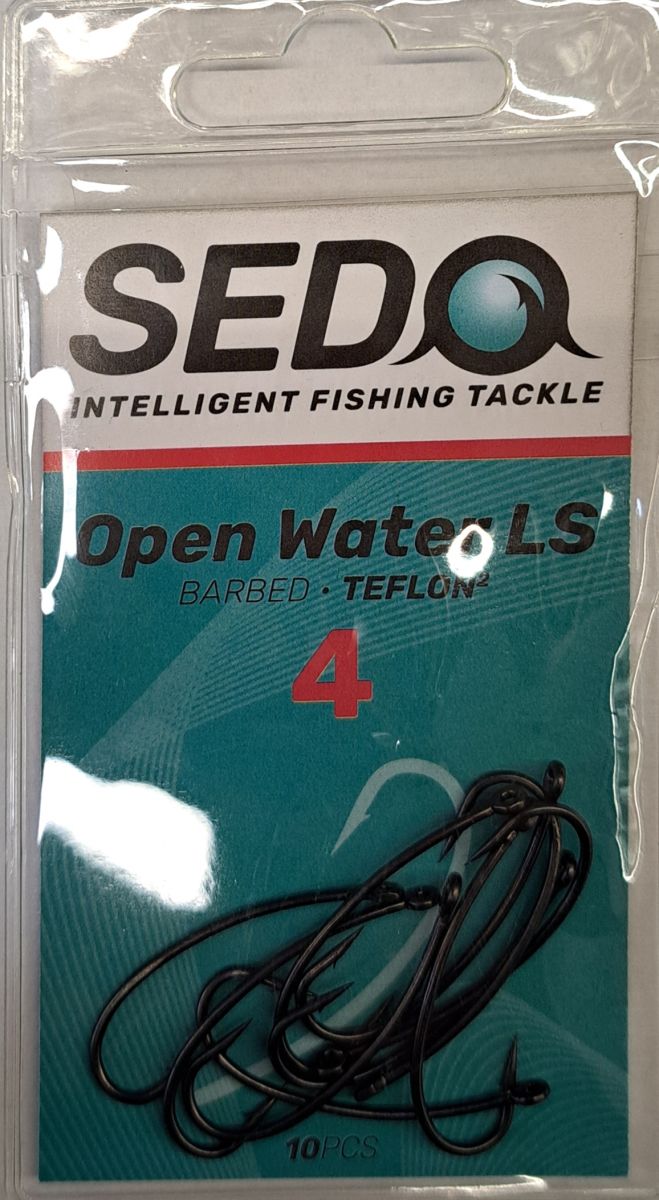 SEDO
INTELLIGENT FISHING TACKLE
Open Water LS
BARBED • TEFLON²
4
10PCS